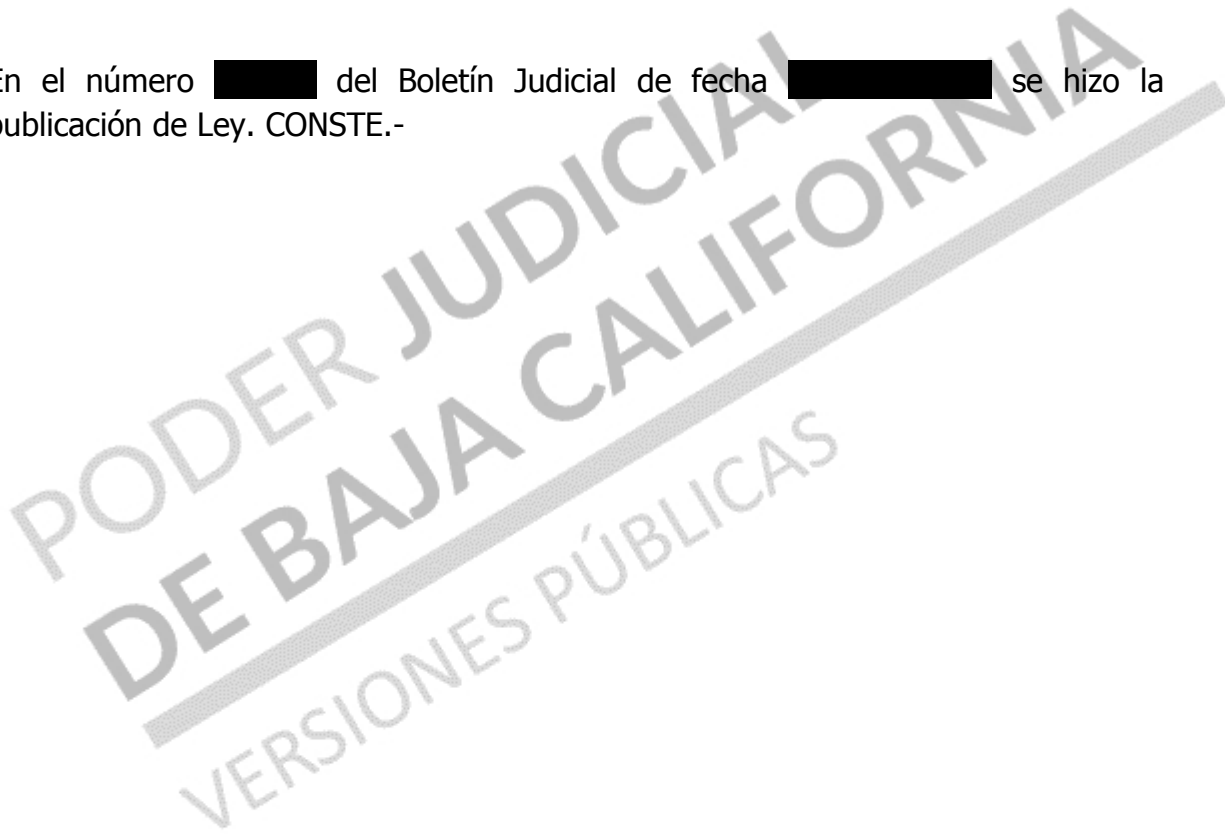 En el número del Boletín Judicial de fecha se hizo la
publicación de Ley. CONSTE.-
PODER JUDICIAL
DE BAJA CALIFORNIA
VERSIONES PÚBLICAS